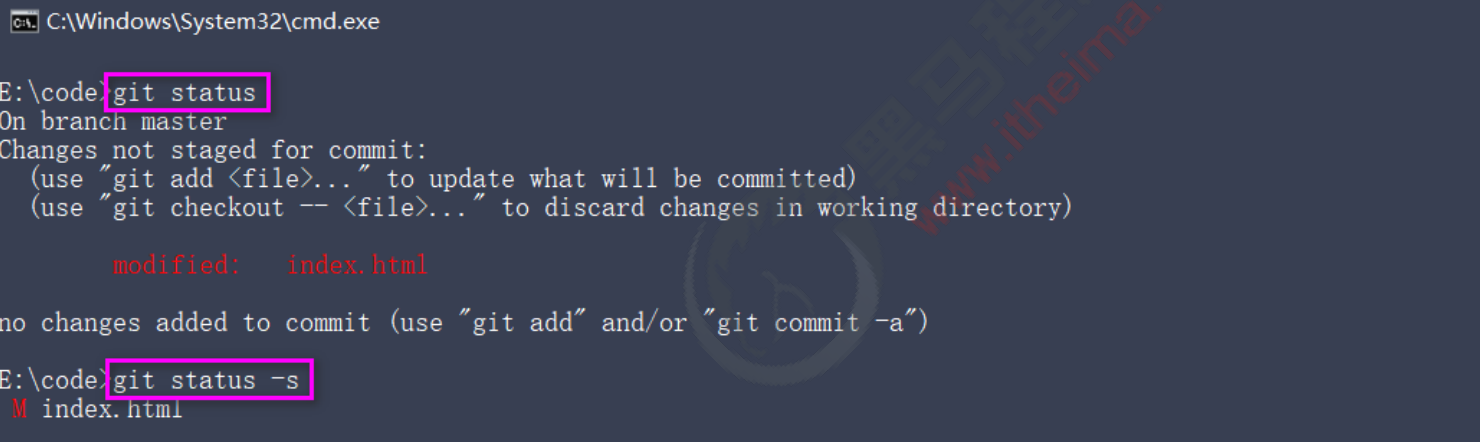 C:\Windows\System32\cmd.exe
E:\code>git status
On branch master
Changes not staged for commit:
  (use "git add <file>..." to update what will be committed)
  (use "git checkout -- <file>..." to discard changes in working directory)
        modified:   index.html
no changes added to commit (use "git add" and/or "git commit -a")
E:\code>git status -s
 M index.html
黑马程
www.itheima.